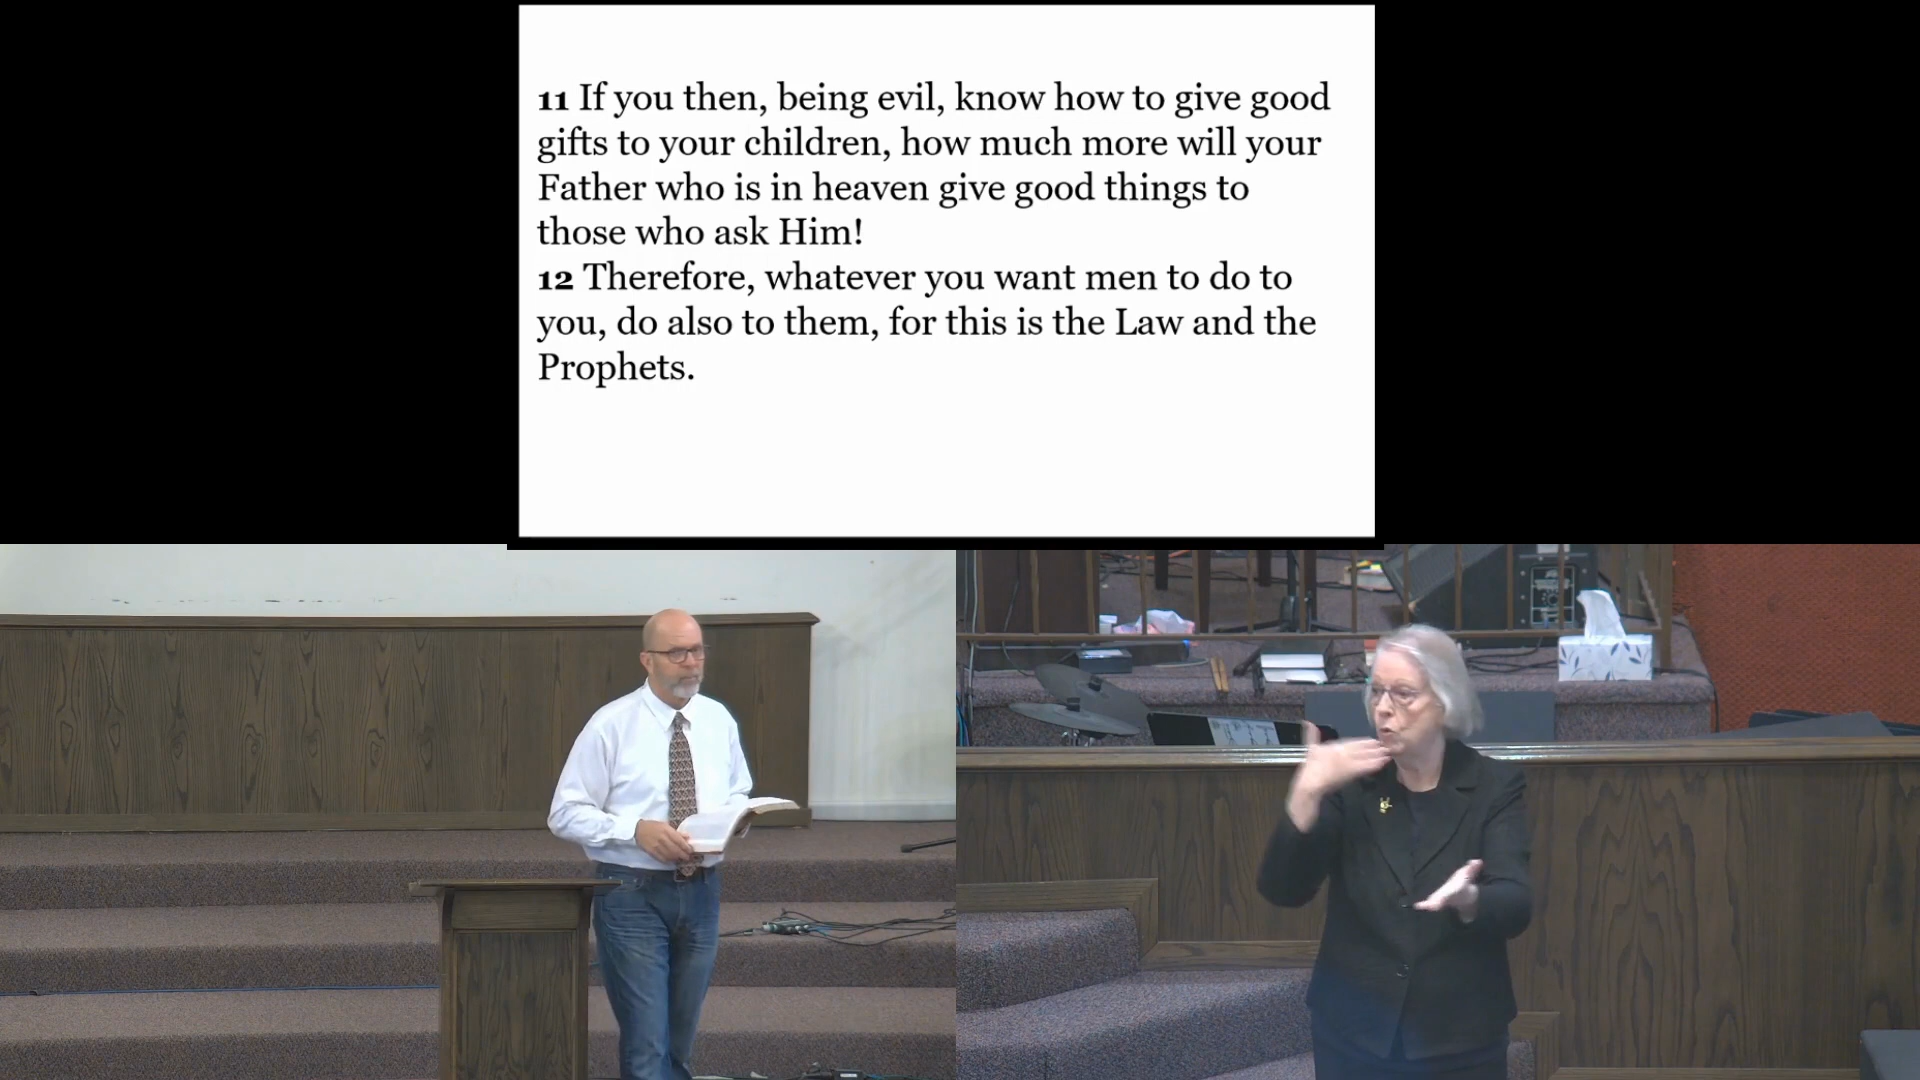 11 If you then, being evil, know how to give good
gifts to your children, how much more will your
Father who is in heaven give good things to
those who ask Him!
12 Therefore, whatever you want men to do to
you, do also to them, for this is the Law and the
Prophets.